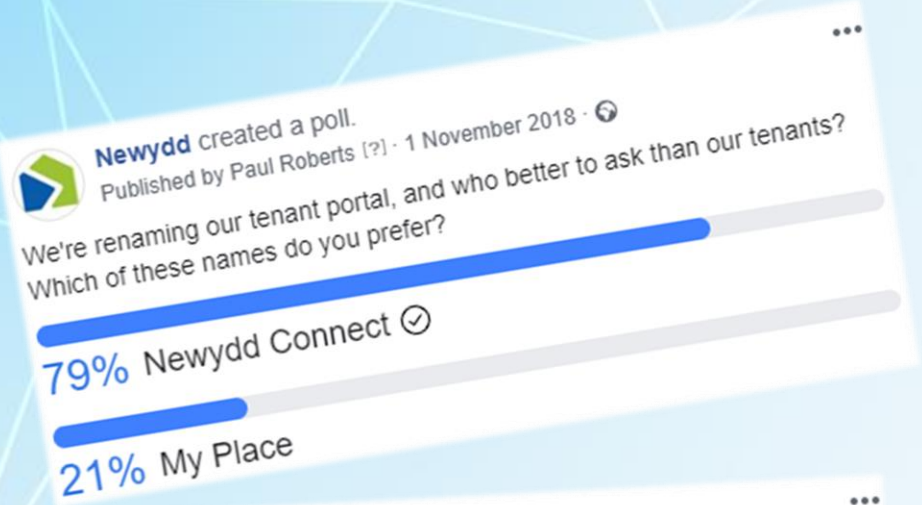 Newydd created a poll.
Published by Paul Roberts [?] · 1 November 2018 ·
We're renaming our tenant portal, and who better to ask than our tenants?
Which of these names do you prefer?
79% Newydd Connect
21% My Place